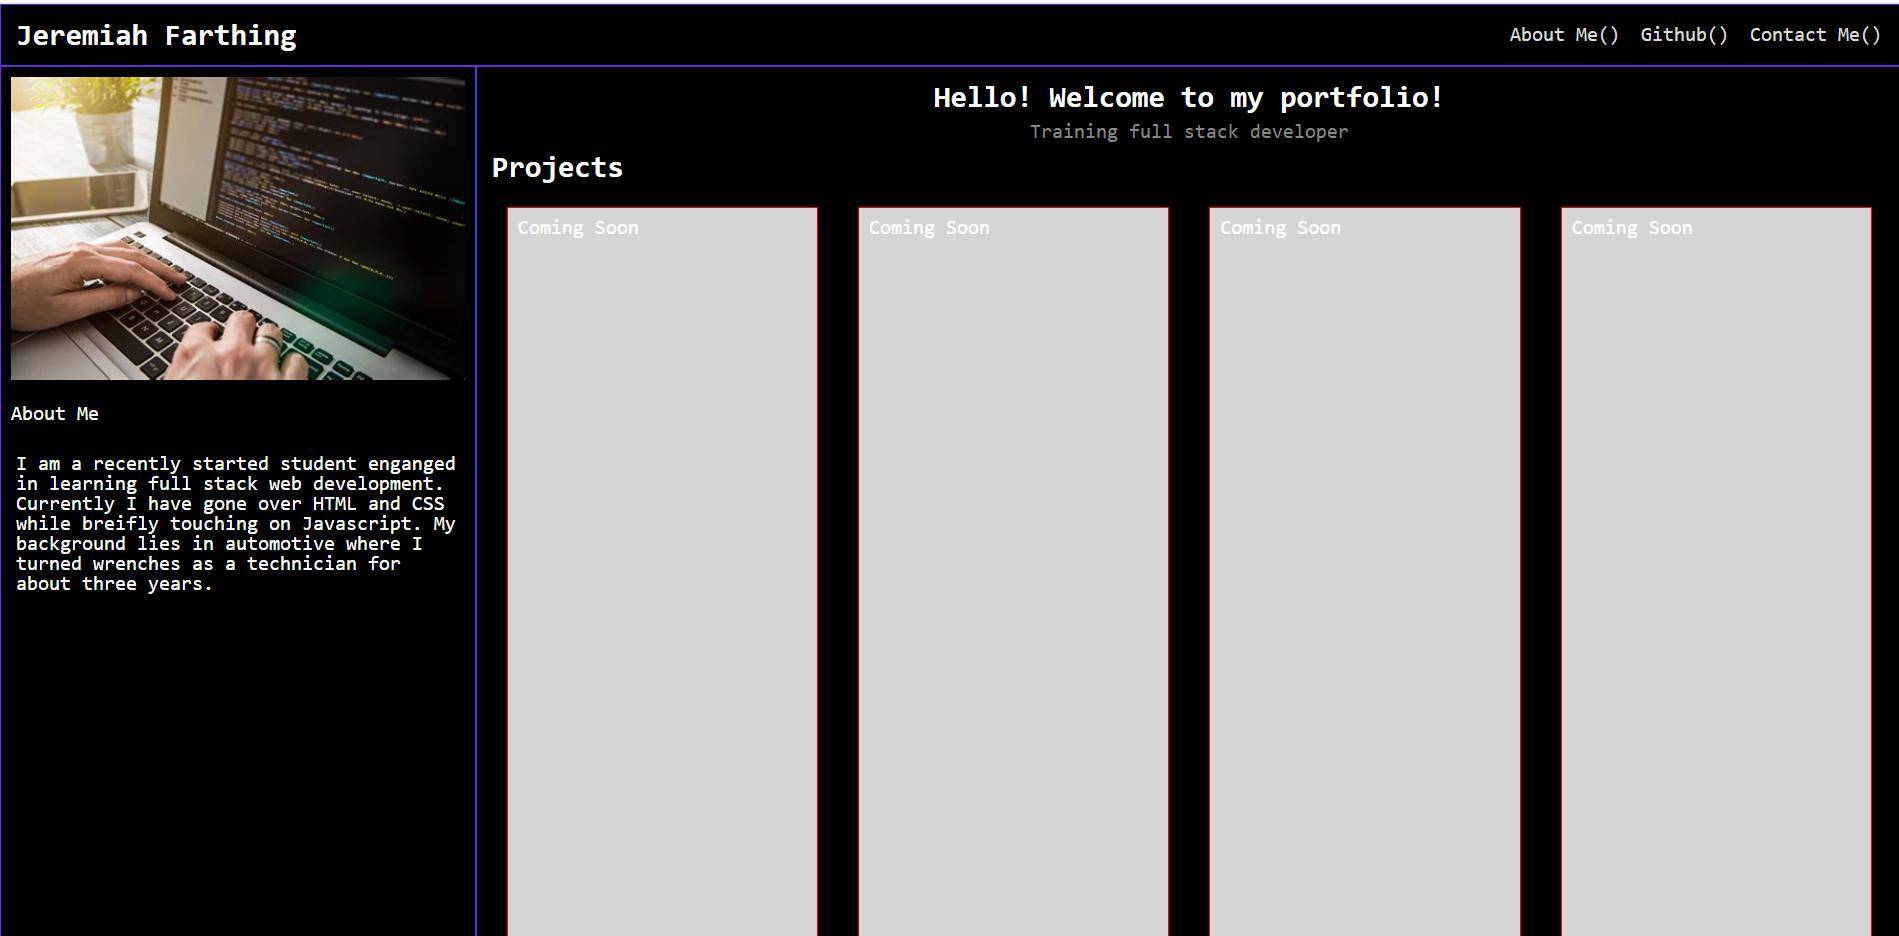 Jeremiah Farthing
About Me()  Github()  Contact Me()
Hello! Welcome to my portfolio!
Training full stack developer
Projects
Coming Soon
Coming Soon
Coming Soon
Coming Soon
About Me
I am a recently started student enganged
in learning full stack web development.
Currently I have gone over HTML and CSS
while breifly touching on Javascript. My
background lies in automotive where I
turned wrenches as a technician for
about three years.